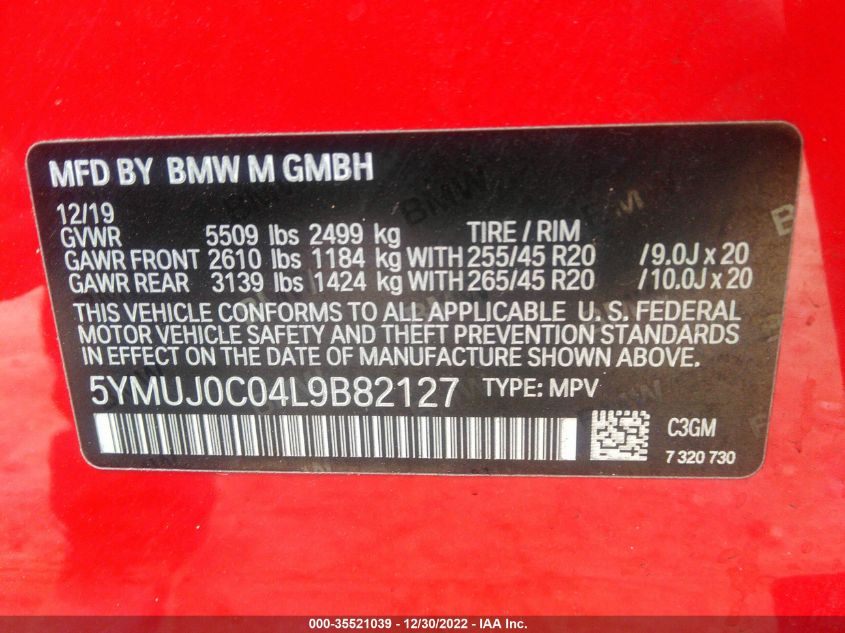 MFD BY BMW M GMBH
12/19 TIRE / RIM
GVWR 5509 lbs 2499 kg
GAWR FRONT 2610 lbs 1184 kg WITH 255/45 R20 /9.0J x 20
GAWR REAR 3139 lbs 1424 kg WITH 265/45 R20 /10.0J x 20
THIS VEHICLE CONFORMS TO ALL APPLICABLE U. S. FEDERAL
MOTOR VEHICLE SAFETY AND THEFT PREVENTION STANDARDS
IN EFFECT ON THE DATE OF MANUFACTURE SHOWN ABOVE.
5YMUJ0C04L9B82127 TYPE: MPV
C3GM
7 320 730
000-35521039 - 12/30/2022 - IAA Inc.